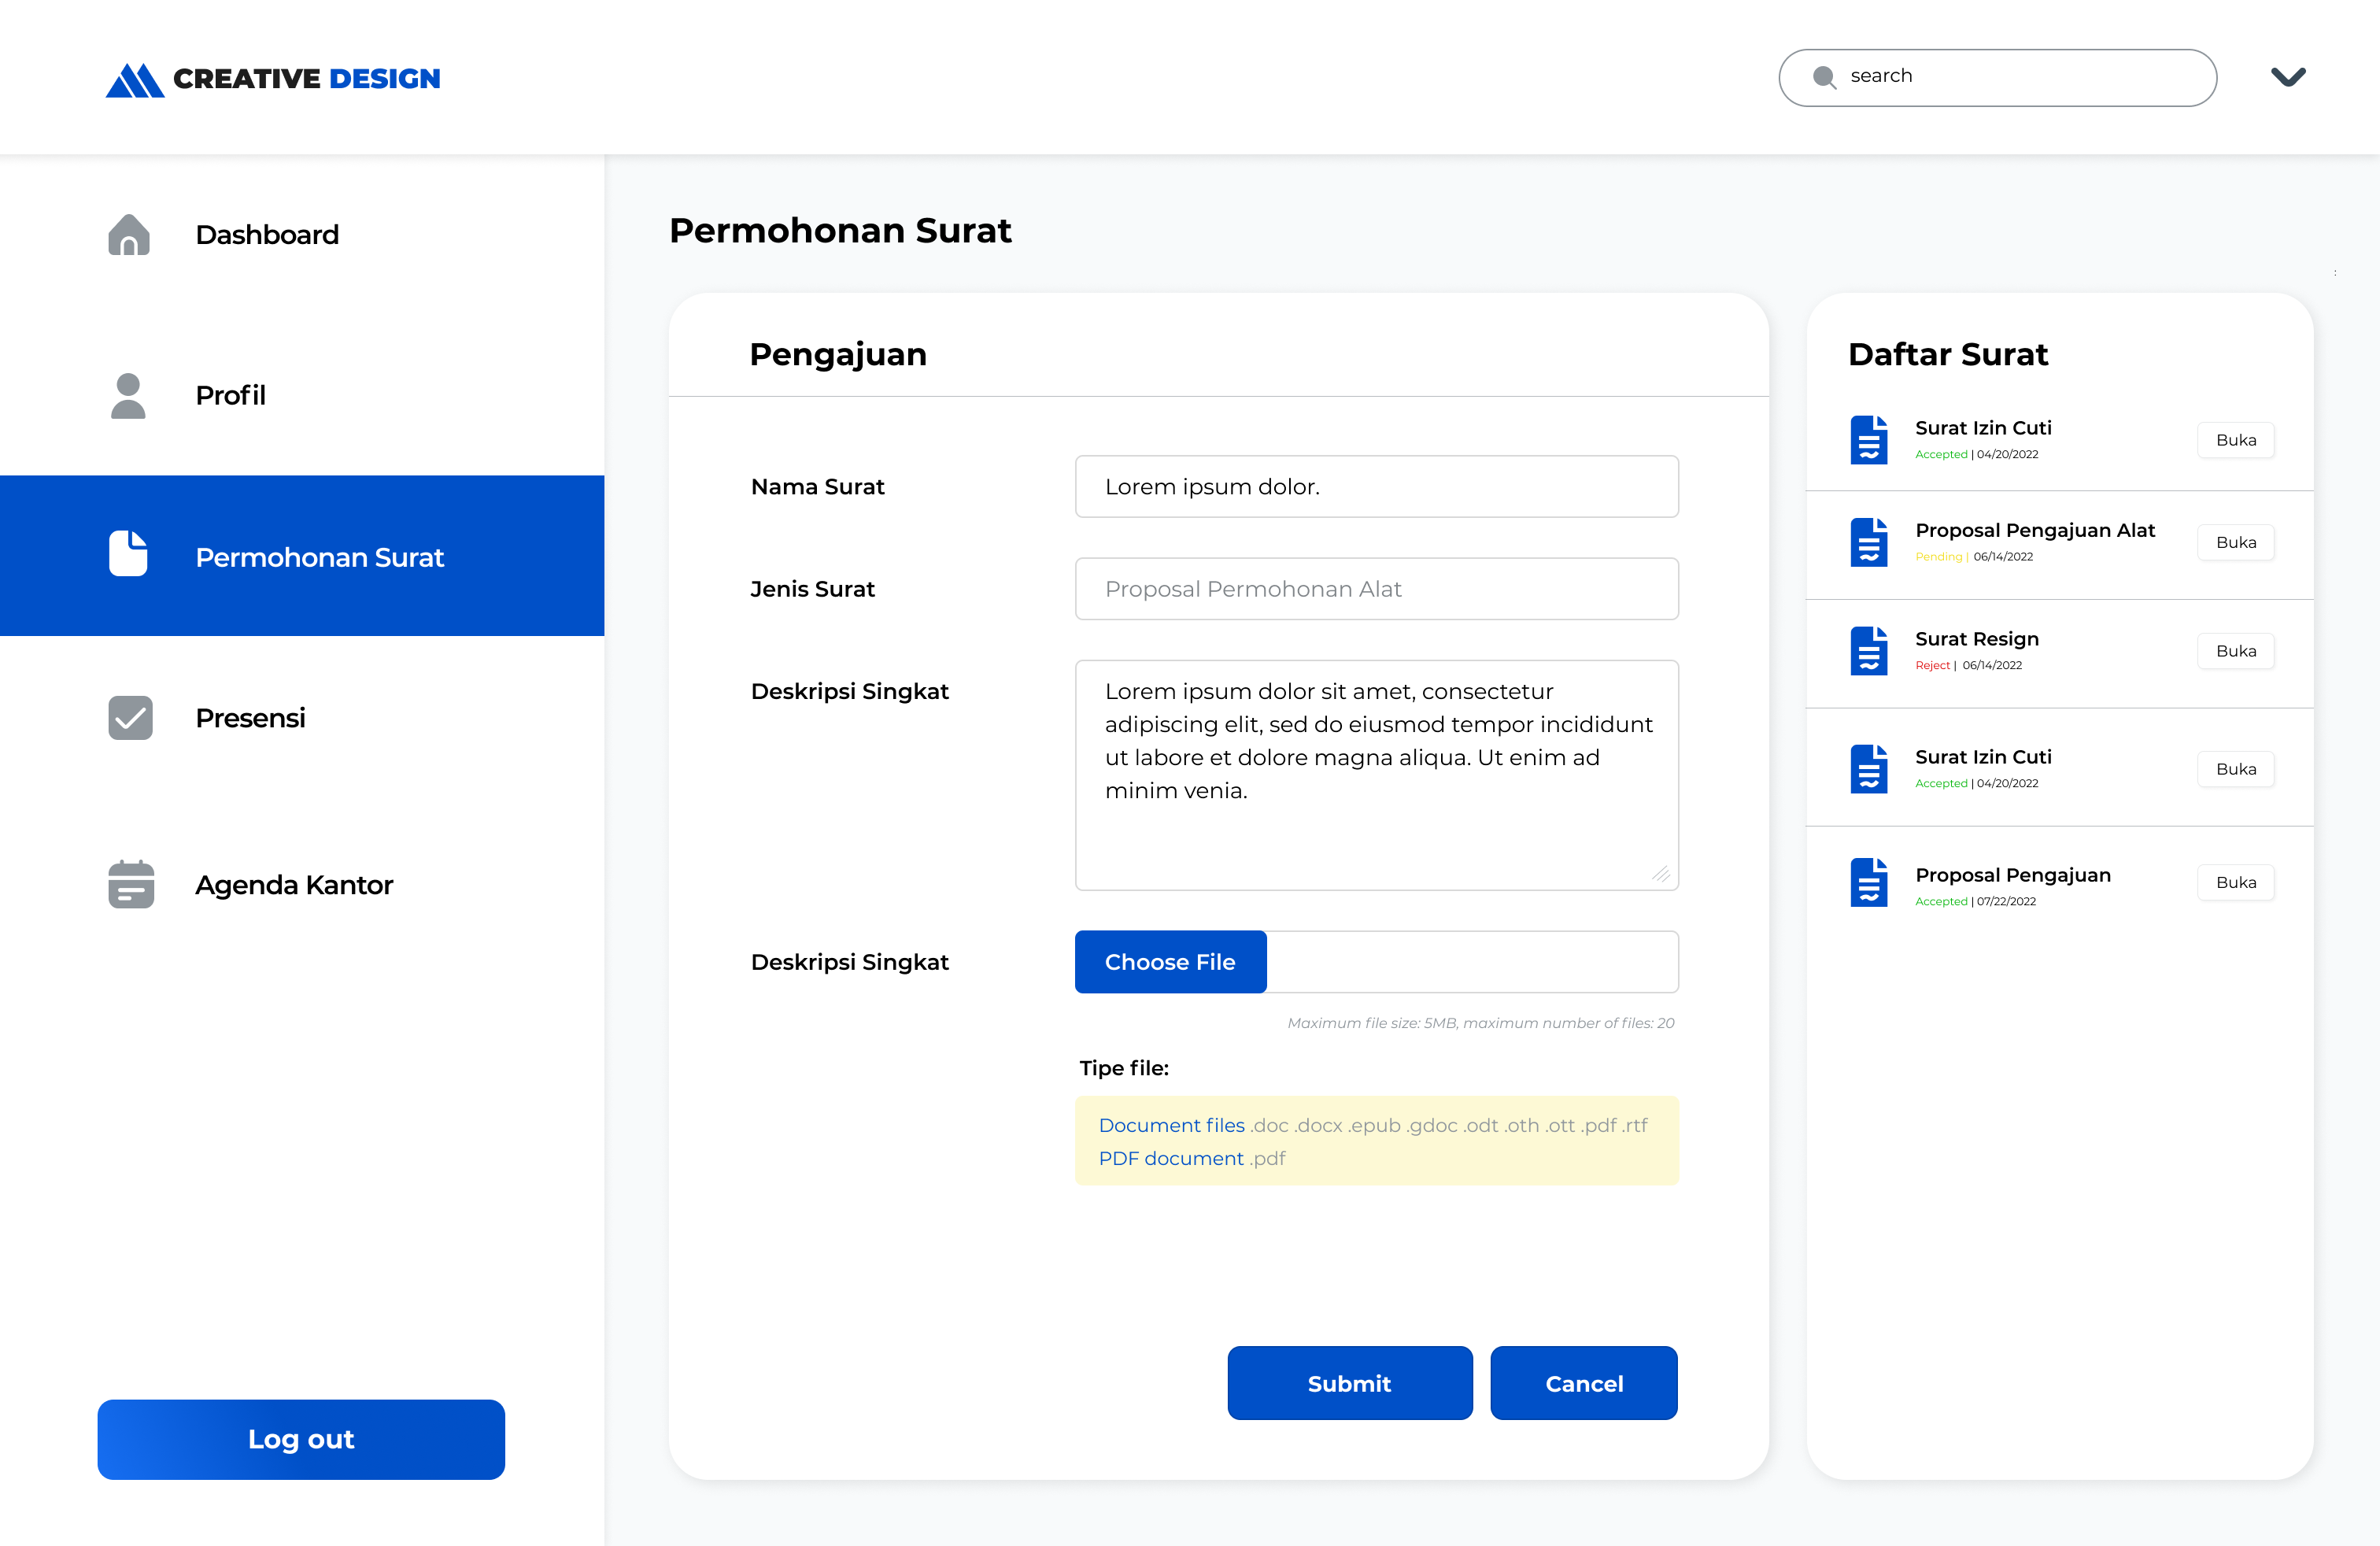 CREATIVE DESIGN
search
Dashboard
Profil
Permohonan Surat
Presensi
Agenda Kantor
Log out
Permohonan Surat
:
Pengajuan
Nama Surat
Lorem ipsum dolor.
Jenis Surat
Proposal Permohonan Alat
Deskripsi Singkat
Lorem ipsum dolor sit amet, consectetur
adipiscing elit, sed do eiusmod tempor incididunt
ut labore et dolore magna aliqua. Ut enim ad
minim venia.
Deskripsi Singkat
Choose File
Maximum file size: 5MB, maximum number of files: 20
Tipe file:
Document files .doc .docx .epub .gdoc .odt .oth .ott .pdf .rtf
PDF document .pdf
Submit
Cancel
Daftar Surat
Surat Izin Cuti
Accepted | 04/20/2022
Buka
Proposal Pengajuan Alat
Pending | 06/14/2022
Buka
Surat Resign
Reject | 06/14/2022
Buka
Surat Izin Cuti
Accepted | 04/20/2022
Buka
Proposal Pengajuan
Accepted | 07/22/2022
Buka